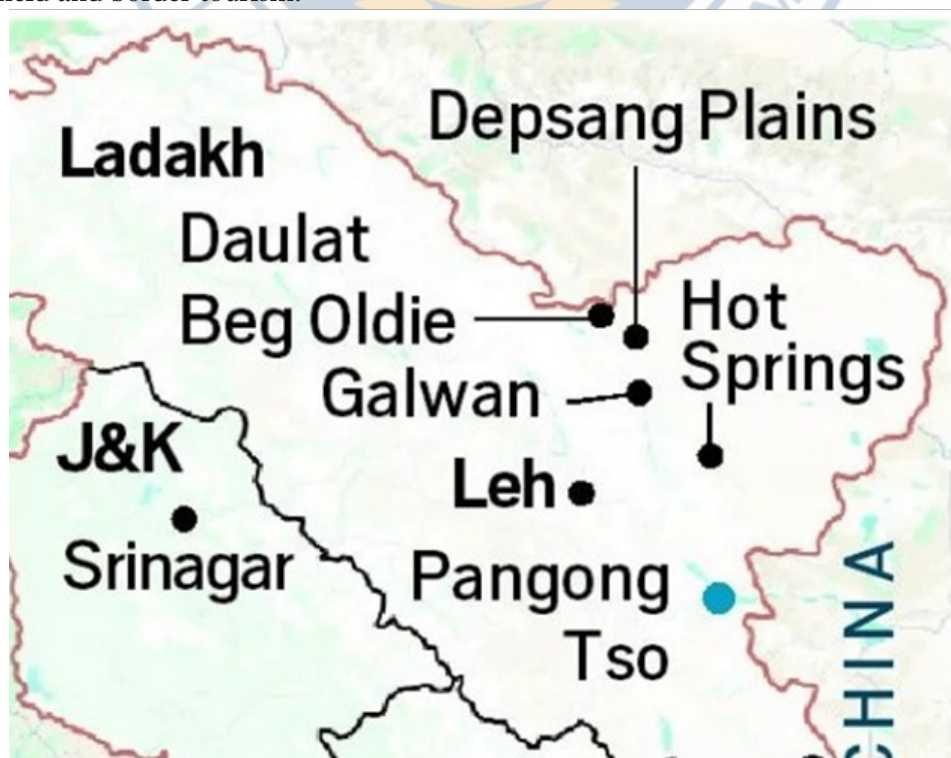 Ladakh
Depsang Plains
Daulat
Beg Oldie
Hot
Springs
Galwan
J&K
Leh
Srinagar
Pangong
Tso
CHINA